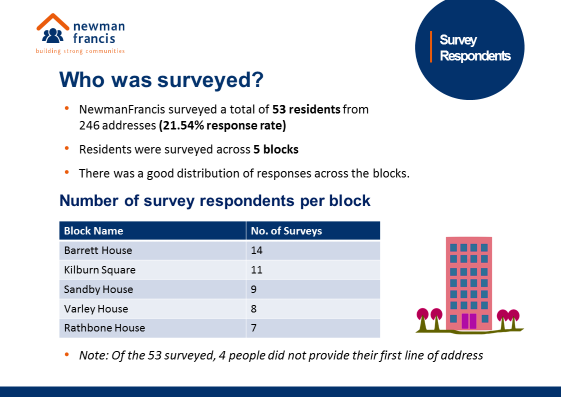 newman
francis
building strong communities
Survey
Respondents
Who was surveyed?
• NewmanFrancis surveyed a total of 53 residents from
246 addresses (21.54% response rate)
• Residents were surveyed across 5 blocks
• There was a good distribution of responses across the blocks.
Number of survey respondents per block
Block Name No. of Surveys
Barrett House 14
Kilburn Square 11
Sandby House 9
Varley House 8
Rathbone House 7
• Note: Of the 53 surveyed, 4 people did not provide their first line of address